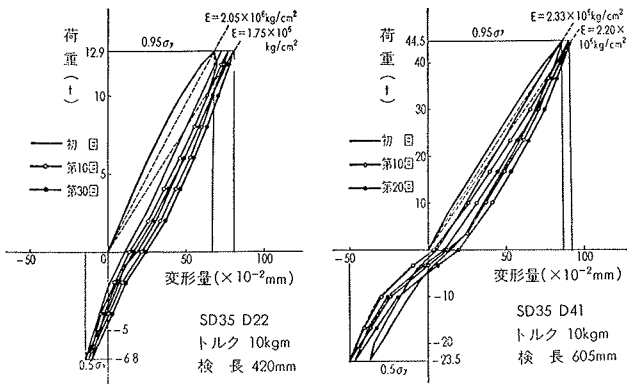 荷重(t)
E=2.05×10⁶kg/cm²
E=1.75×10⁶
kg/cm²
0.95σy
12.9
10
5
初 回
第10回
第30回
-50
0
50
100
変形量(×10⁻²mm)
-5
-6 8
0.5σy
SD35 D22
トルク 10kgm
検 長 420mm
荷重(t)
E=2.33×10⁶kg/cm²
E=2.20×
10⁶kg/cm²
0.95σy
44.5
40
30
20
10
初 回
第10回
第20回
-50
0
50
100
変形量(×10⁻²mm)
-10
-20
-23.5
0.5σy
SD35 D41
トルク 10kgm
検 長 605mm